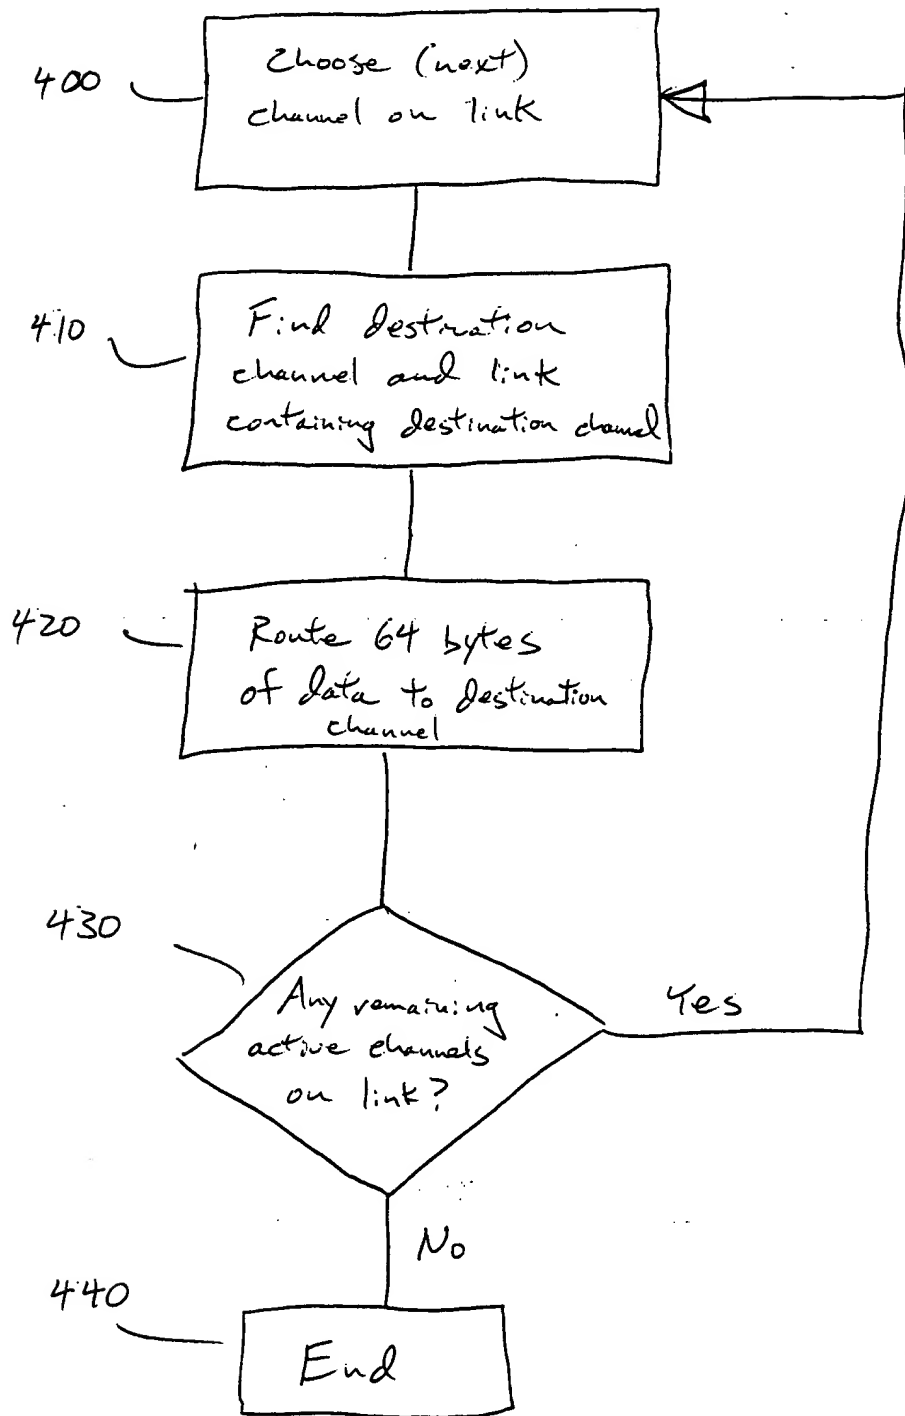 400
Choose (next)
channel on link
410
Find destination
channel and link
containing destination channel
420
Route 64 bytes
of data to destination
channel
430
Any remaining
active channels
on link?
Yes
No
440
End